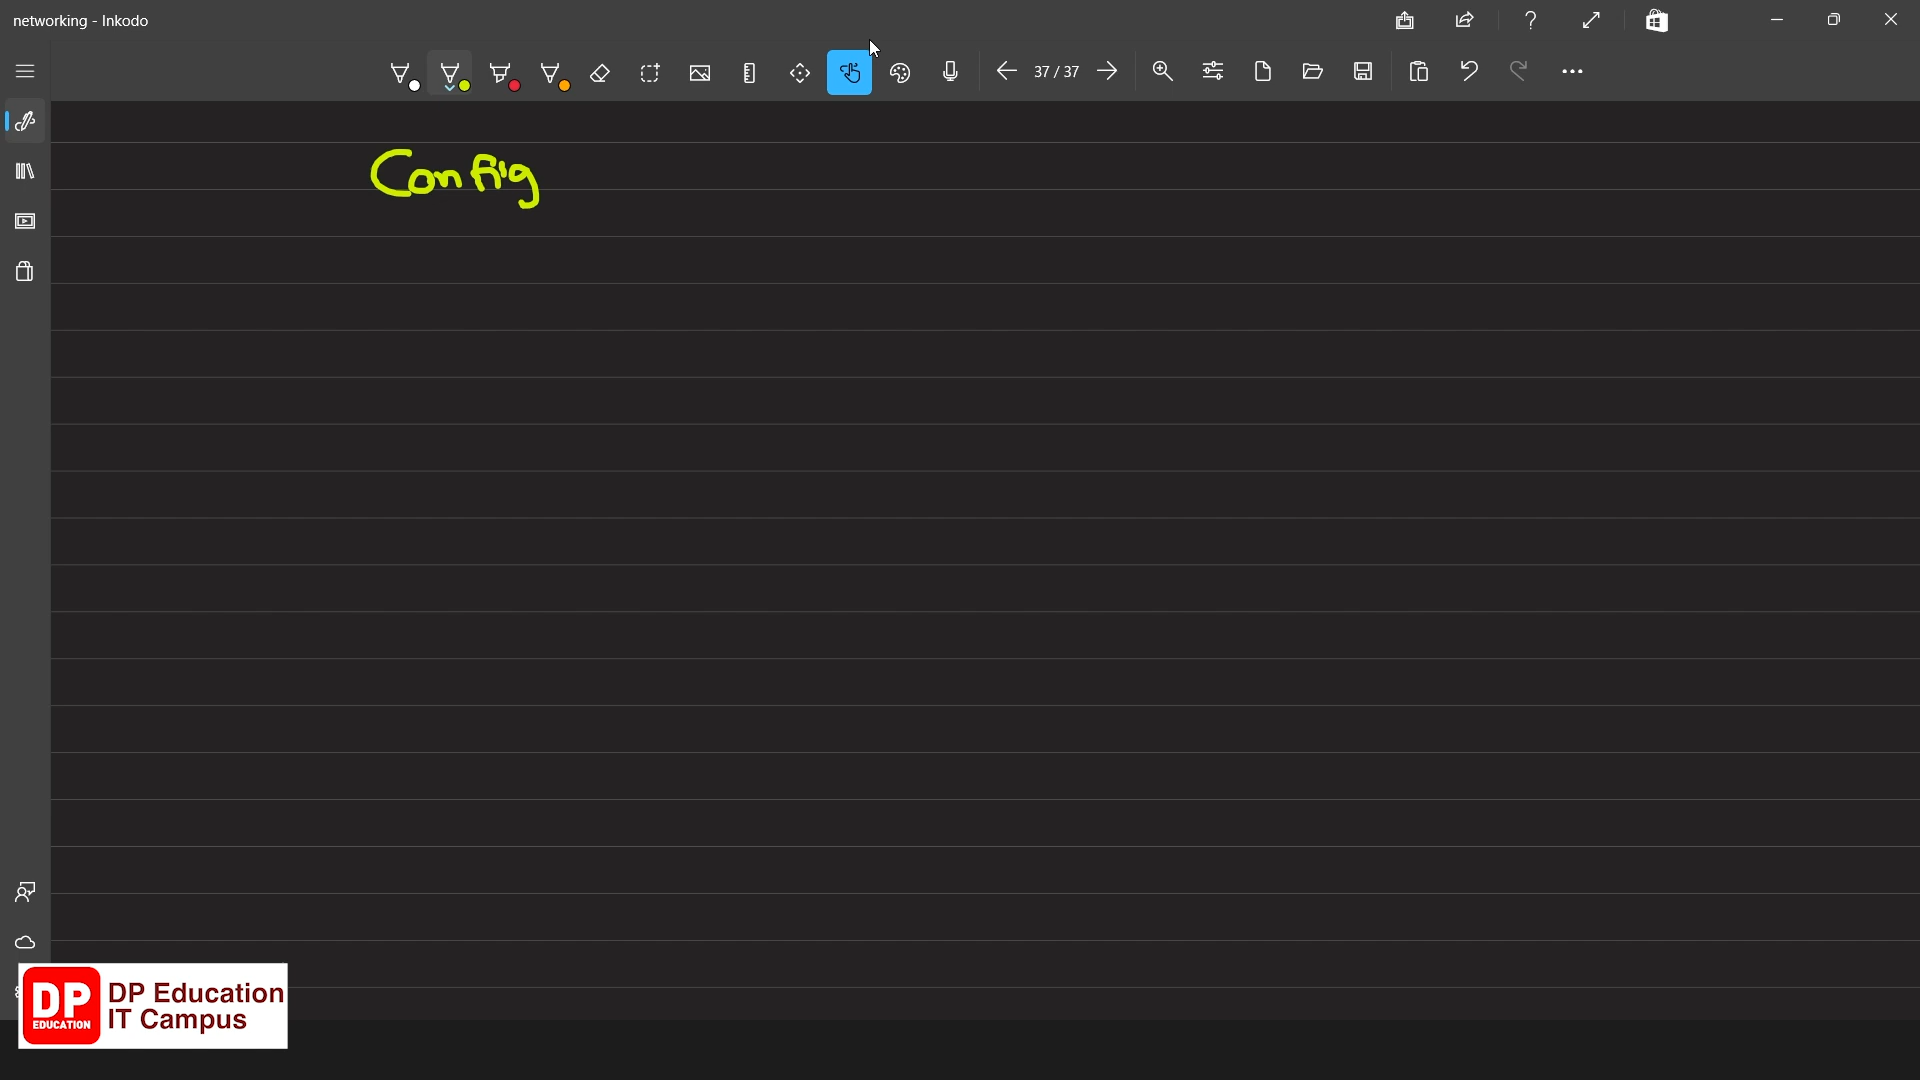 networking - Inkodo
37 / 37
Config
DP
EDUCATION
DP Education
IT Campus